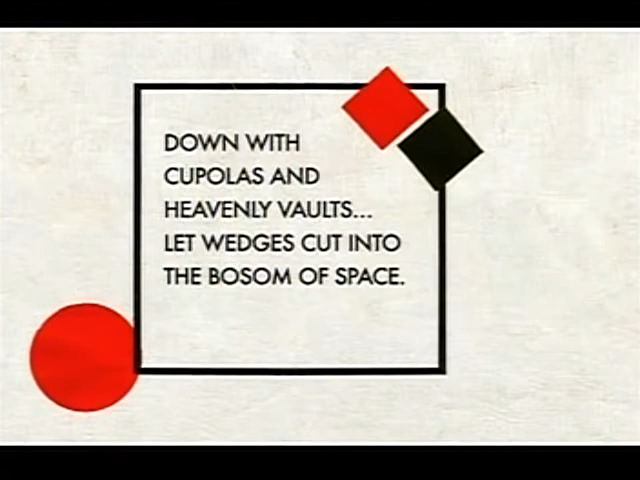 DOWN WITH
CUPOLAS AND
HEAVENLY VAULTS...
LET WEDGES CUT INTO
THE BOSOM OF SPACE.